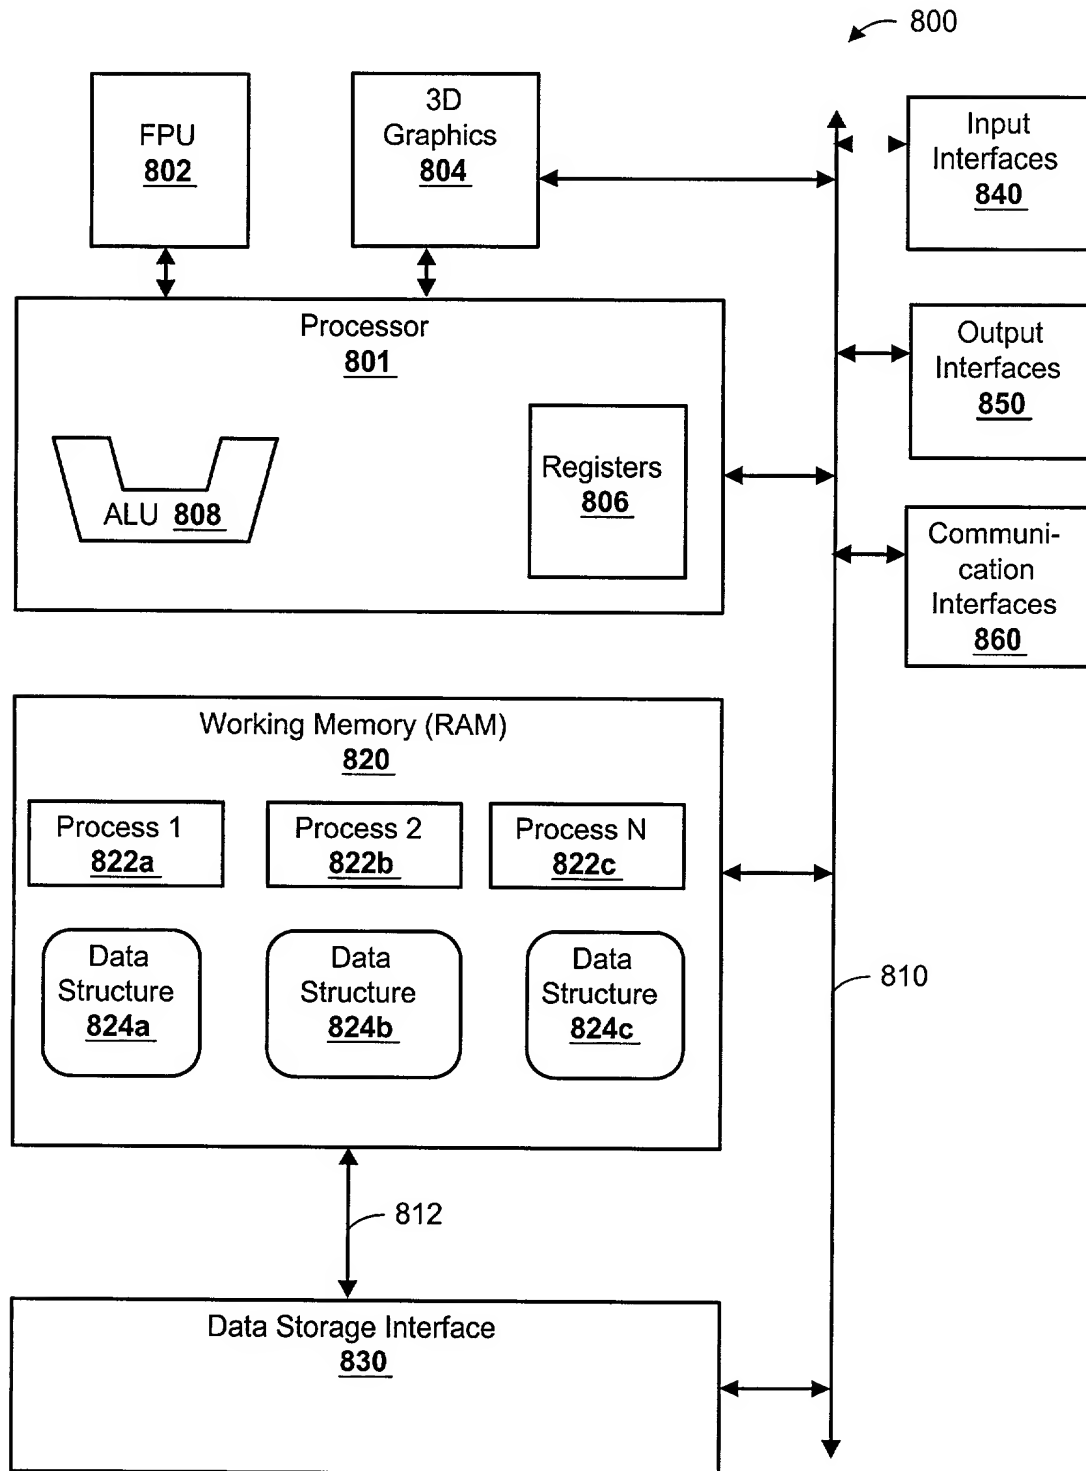 800
FPU
802
3D
Graphics
804
Input
Interfaces
840
Processor
801
Output
Interfaces
850
ALU 808
Registers
806
Communi-
cation
Interfaces
860
Working Memory (RAM)
820
Process 1
822a
Process 2
822b
Process N
822c
Data
Structure
824a
Data
Structure
824b
Data
Structure
824c
810
812
Data Storage Interface
830